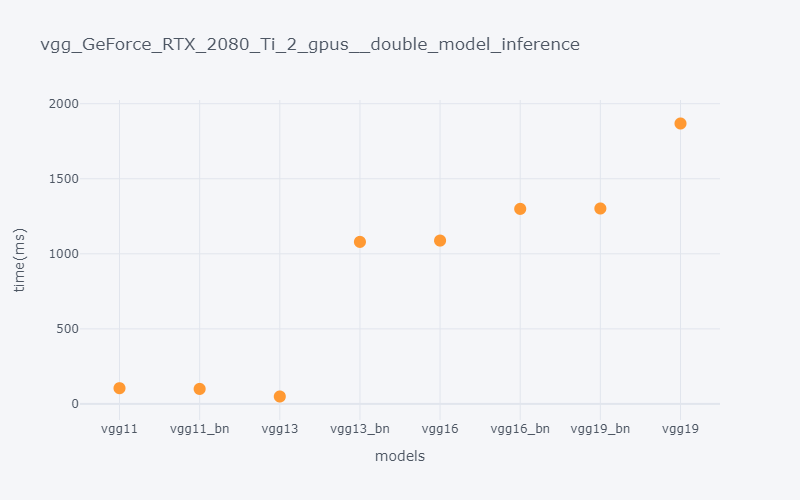 vgg_GeForce_RTX_2080_Ti_2_gpus__double_model_inference
2000
1500
1000
500
0
time(ms)
vgg11 vgg11_bn vgg13 vgg13_bn vgg16 vgg16_bn vgg19_bn vgg19
models